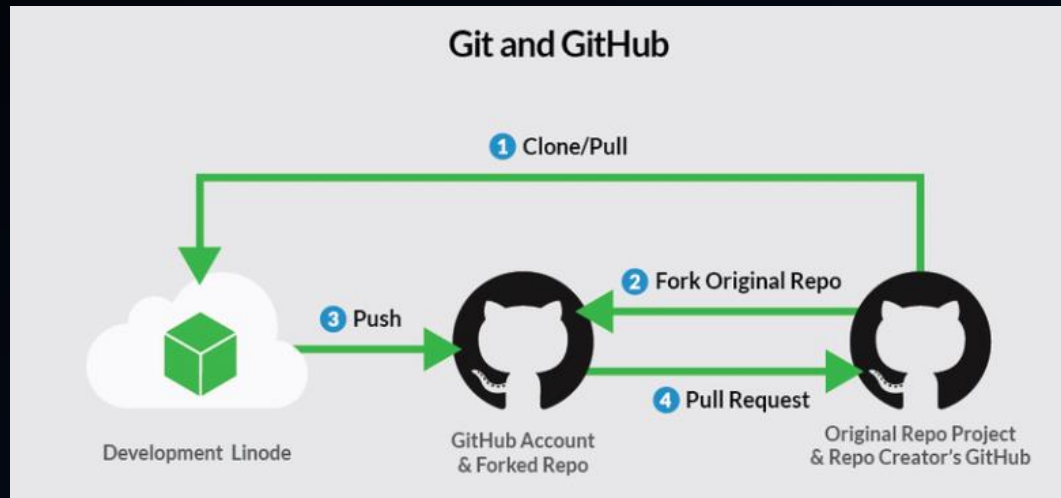 Git and GitHub
1 Clone/Pull
2 Fork Original Repo
3 Push
4 Pull Request
Development Linode
GitHub Account
& Forked Repo
Original Repo Project
& Repo Creator's GitHub